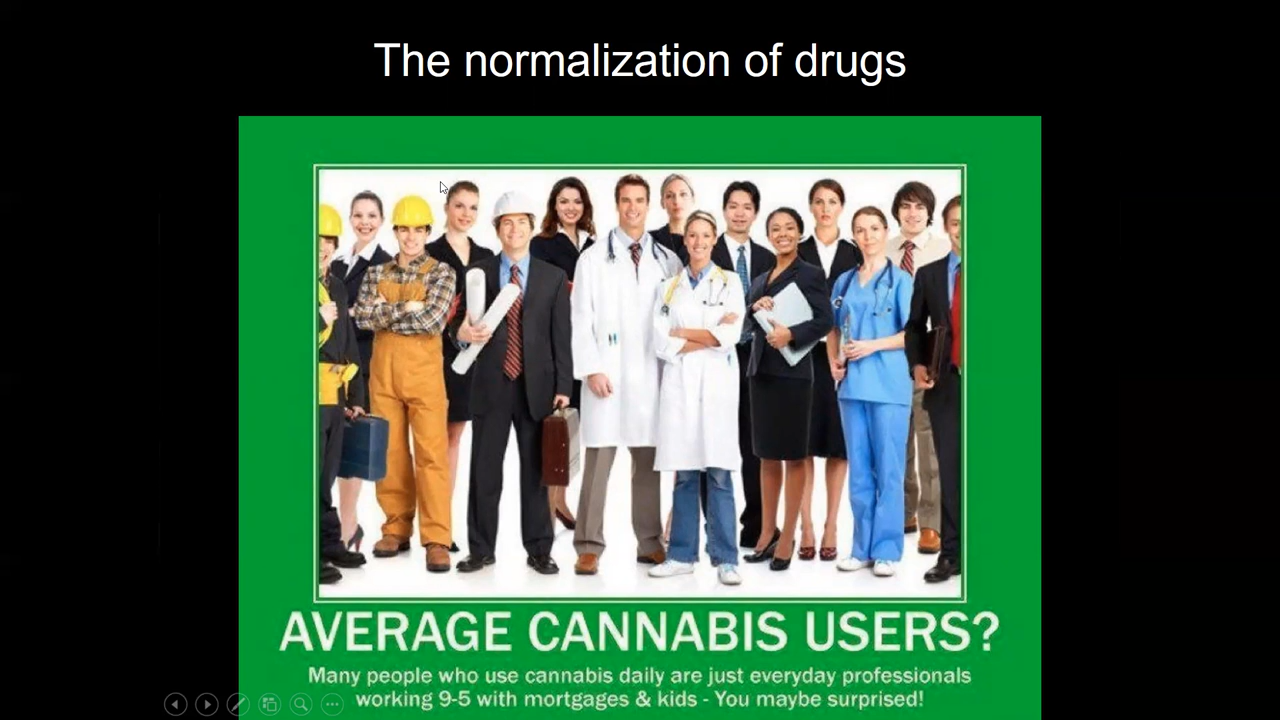 The normalization of drugs
AVERAGE CANNABIS USERS?
Many people who use cannabis daily are just everyday professionals
working 9-5 with mortgages & kids - You maybe surprised!